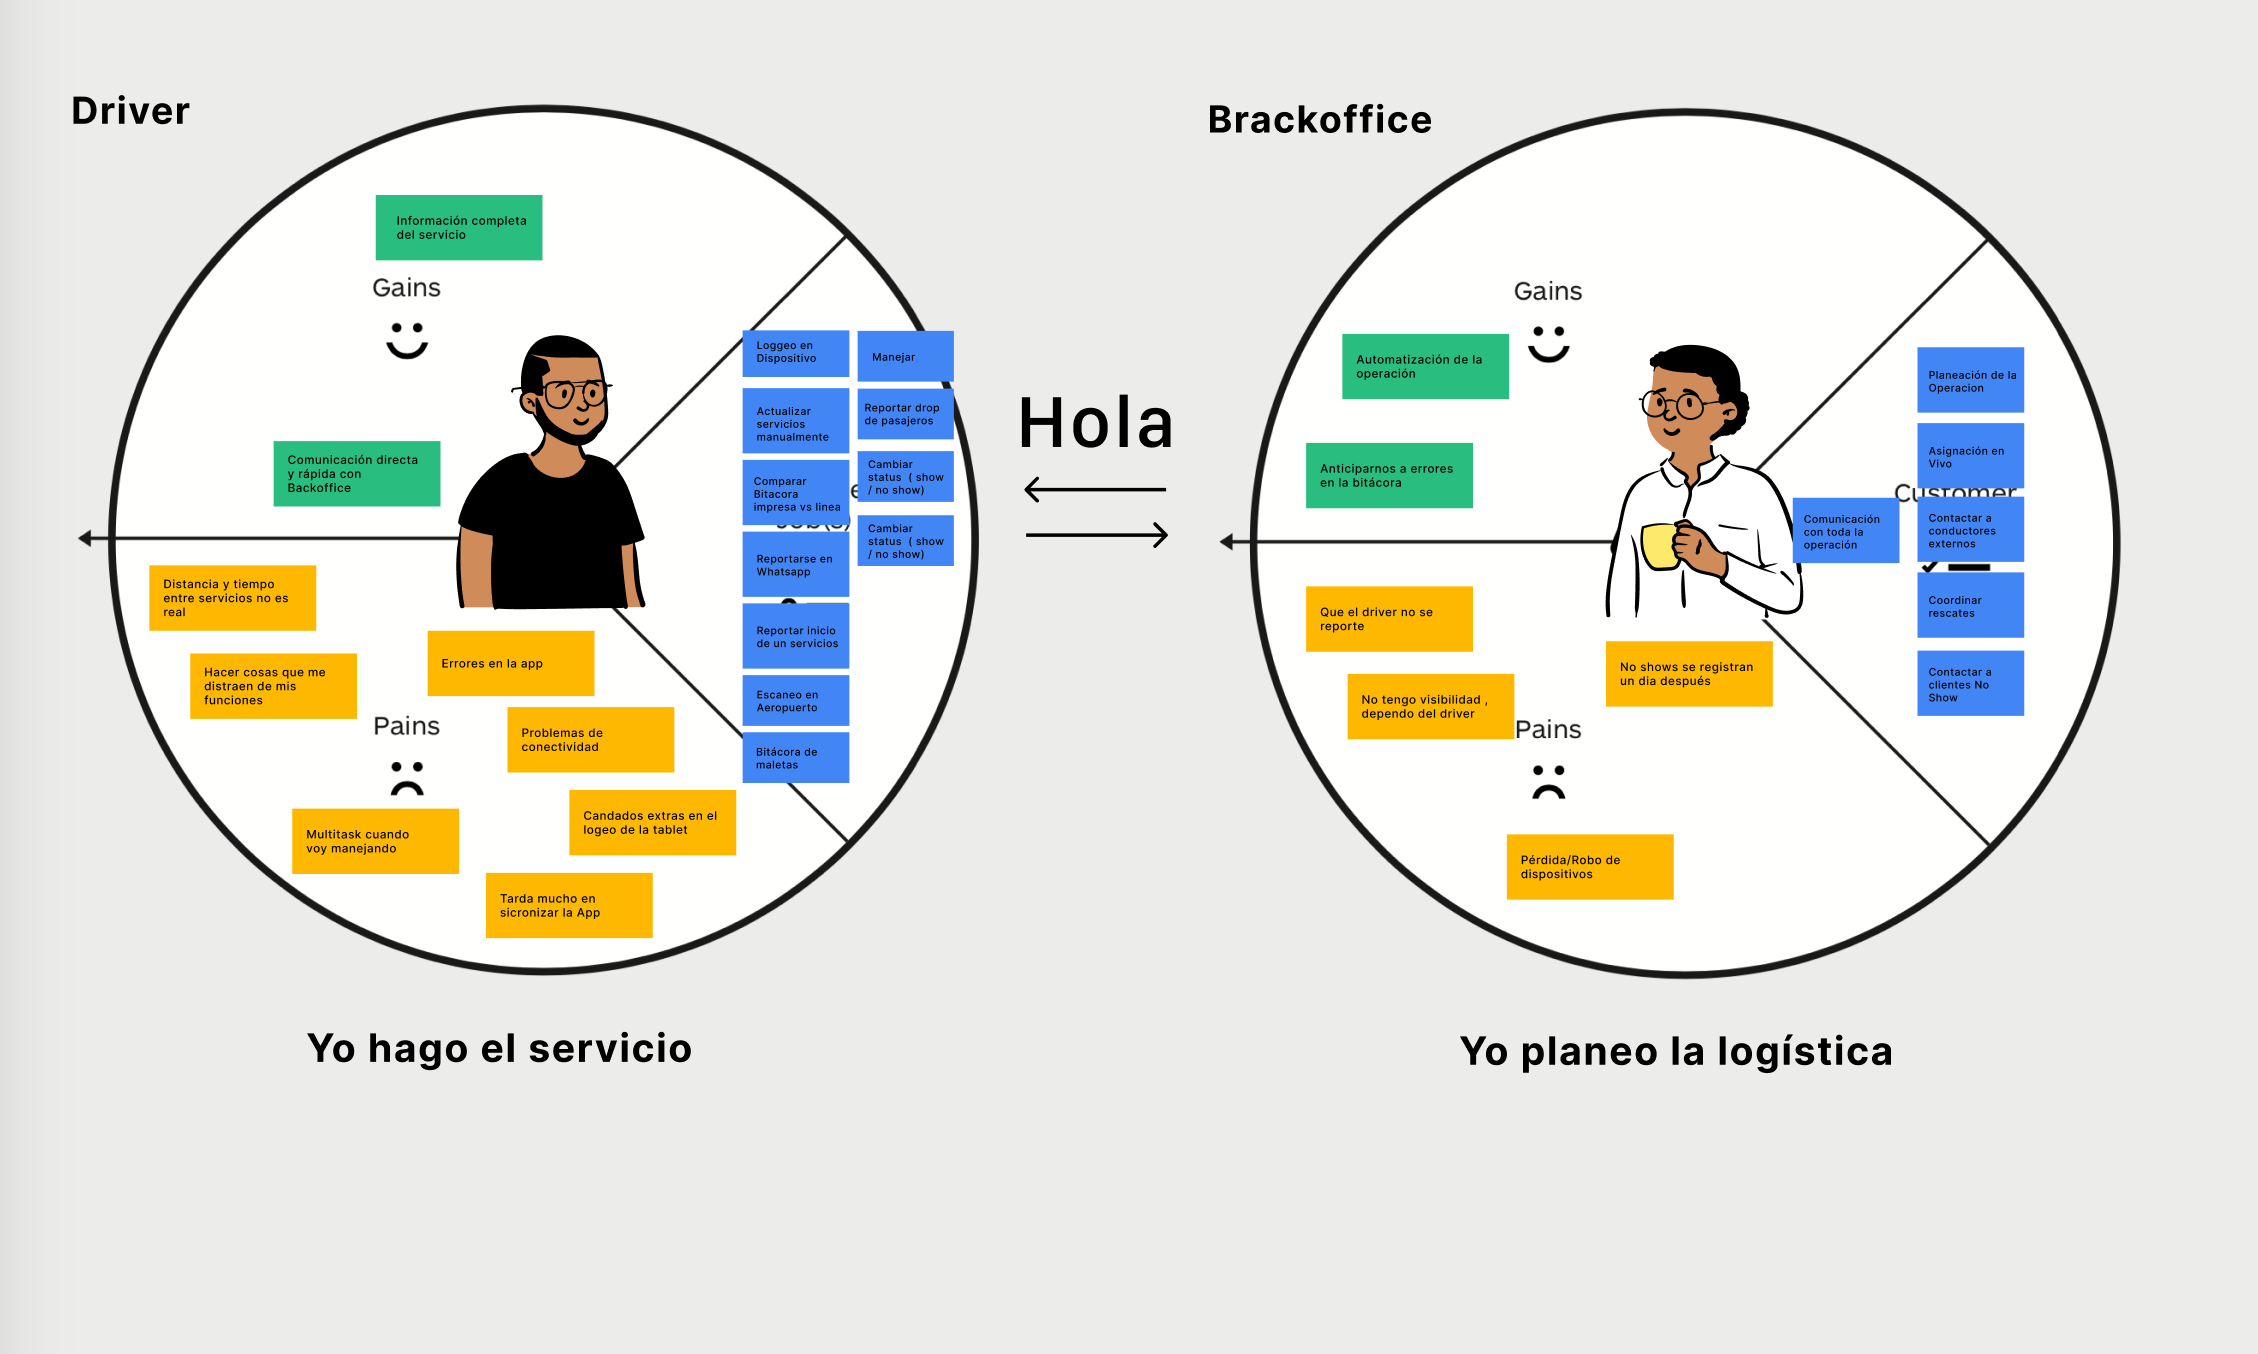 Driver
Información completa
del servicio
Gains
Comunicación directa
y rápida con
Backoffice
Loggeo en
Dispositivo
Actualizar
servicios
manualmente
Comparar
Bitacora
impresa vs linea
Reportarse en
Whatsapp
Reportar inicio
de un servicios
Escaneo en
Aeropuerto
Bitácora de
maletas
Manejar
Reportar drop
de pasajeros
Cambiar
status ( show
/ no show)
Cambiar
status ( show
/ no show)
Job(s)
Distancia y tiempo
entre servicios no es
real
Hacer cosas que me
distraen de mis
funciones
Errores en la app
Pains
Problemas de
conectividad
Multitask cuando
voy manejando
Candados extras en el
logeo de la tablet
Tarda mucho en
sicronizar la App
Yo hago el servicio
Hola
Brackoffice
Gains
Automatización de la
operación
Anticiparnos a errores
en la bitácora
Planeación de la
Operacion
Asignación en
Vivo
Customer
Comunicación
con toda la
operación
Contactar a
conductores
externos
Coordinar
rescates
Contactar a
clientes No
Show
Que el driver no se
reporte
No tengo visibilidad ,
dependo del driver
No shows se registran
un dia después
Pains
Pérdida/Robo de
dispositivos
Yo planeo la logística